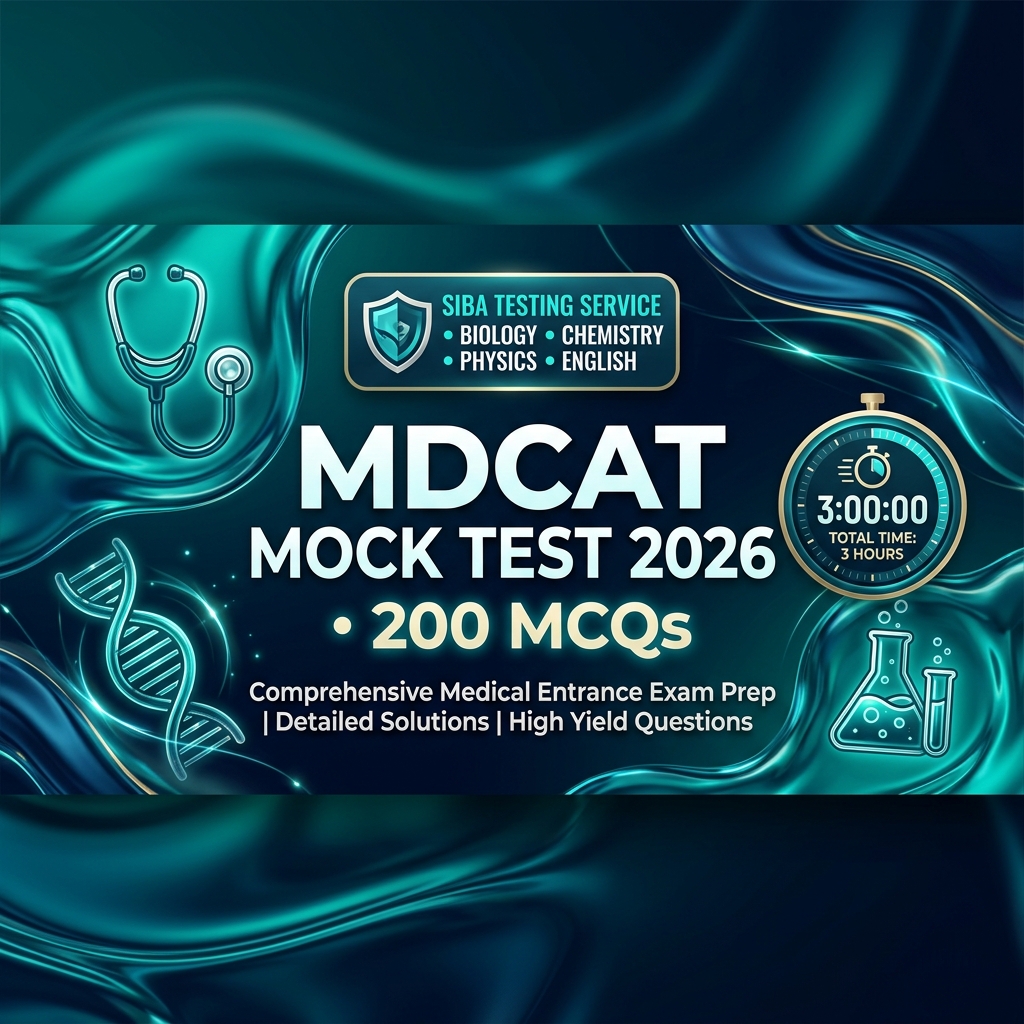 SIBA TESTING SERVICE
• BIOLOGY • CHEMISTRY
• PHYSICS • ENGLISH
MDCAT
MOCK TEST 2026
• 200 MCQs
3:00:00
TOTAL TIME:
3 HOURS
Comprehensive Medical Entrance Exam Prep
| Detailed Solutions | High Yield Questions